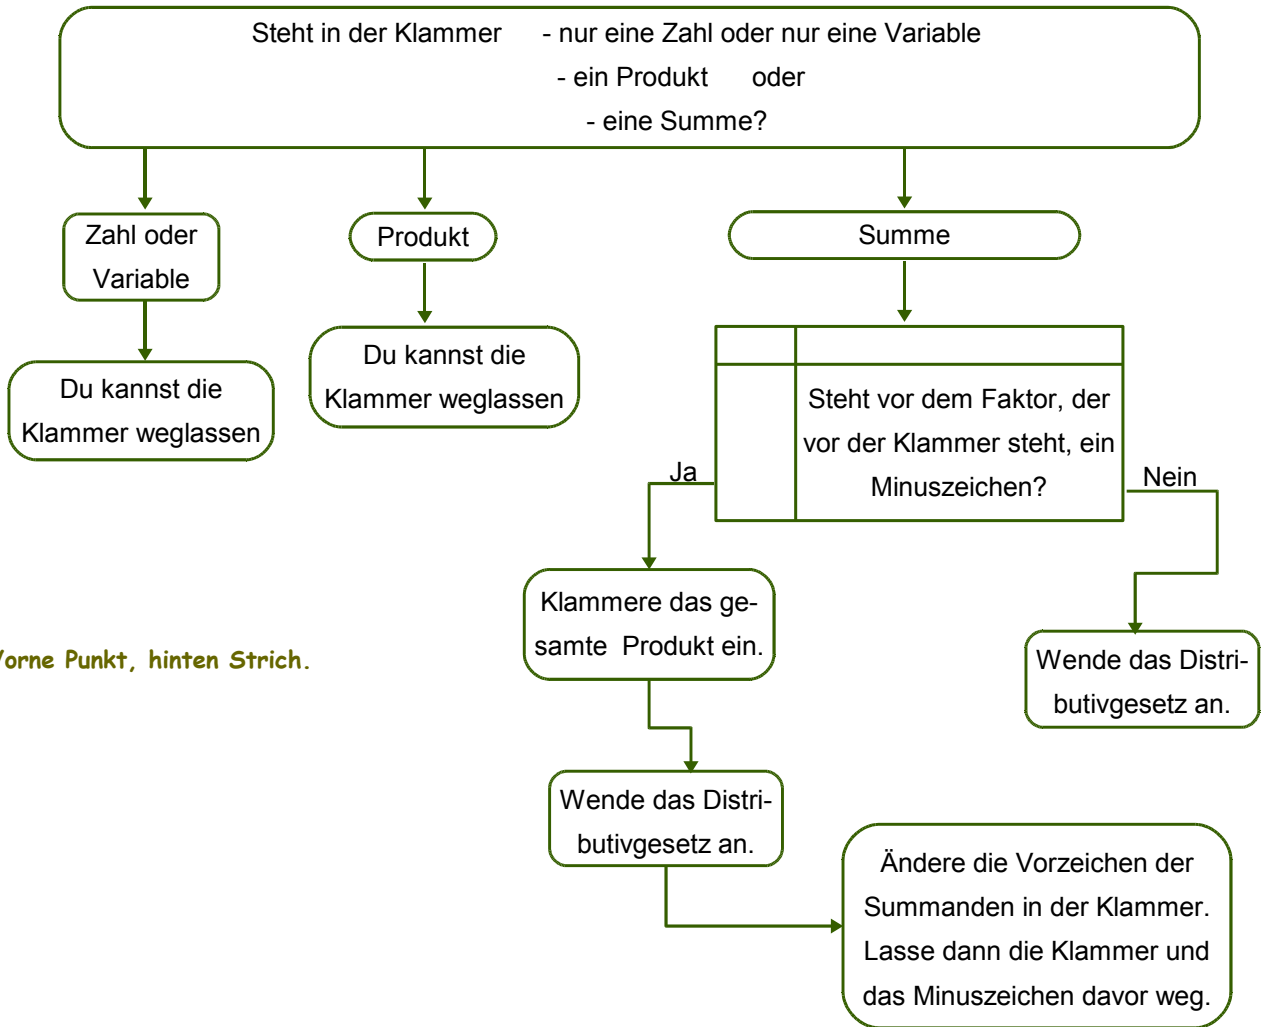 Steht in der Klammer - nur eine Zahl oder nur eine Variable
- ein Produkt oder
- eine Summe?
Zahl oder
Variable
Produkt
Summe
Du kannst die
Klammer weglassen
Du kannst die
Klammer weglassen
Steht vor dem Faktor, der
vor der Klammer steht, ein
Minuszeichen?
Ja
Nein
Klammere das ge-
samte Produkt ein.
Vorne Punkt, hinten Strich.
Wende das Distri-
butivgesetz an.
Wende das Distri-
butivgesetz an.
Ändere die Vorzeichen der
Summanden in der Klammer.
Lasse dann die Klammer und
das Minuszeichen davor weg.